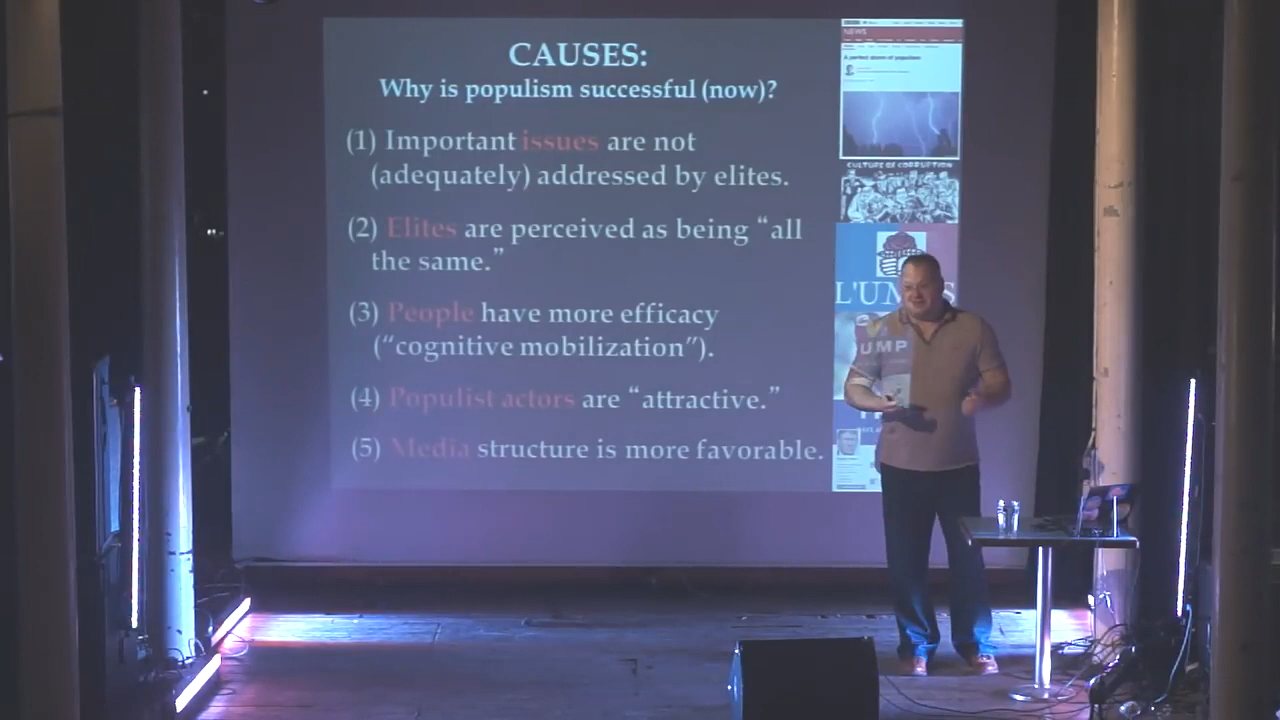 CAUSES:
Why is populism successful (now)?
(1) Important issues are not
(adequately) addressed by elites.
(2) Elites are perceived as being “all
the same.”
(3) People have more efficacy
(“cognitive mobilization”).
(4) Populist actors are “attractive.”
(5) Media structure is more favorable.
NEWS
A perfect storm of populism
CULTURE OF CORRUPTION
UMP